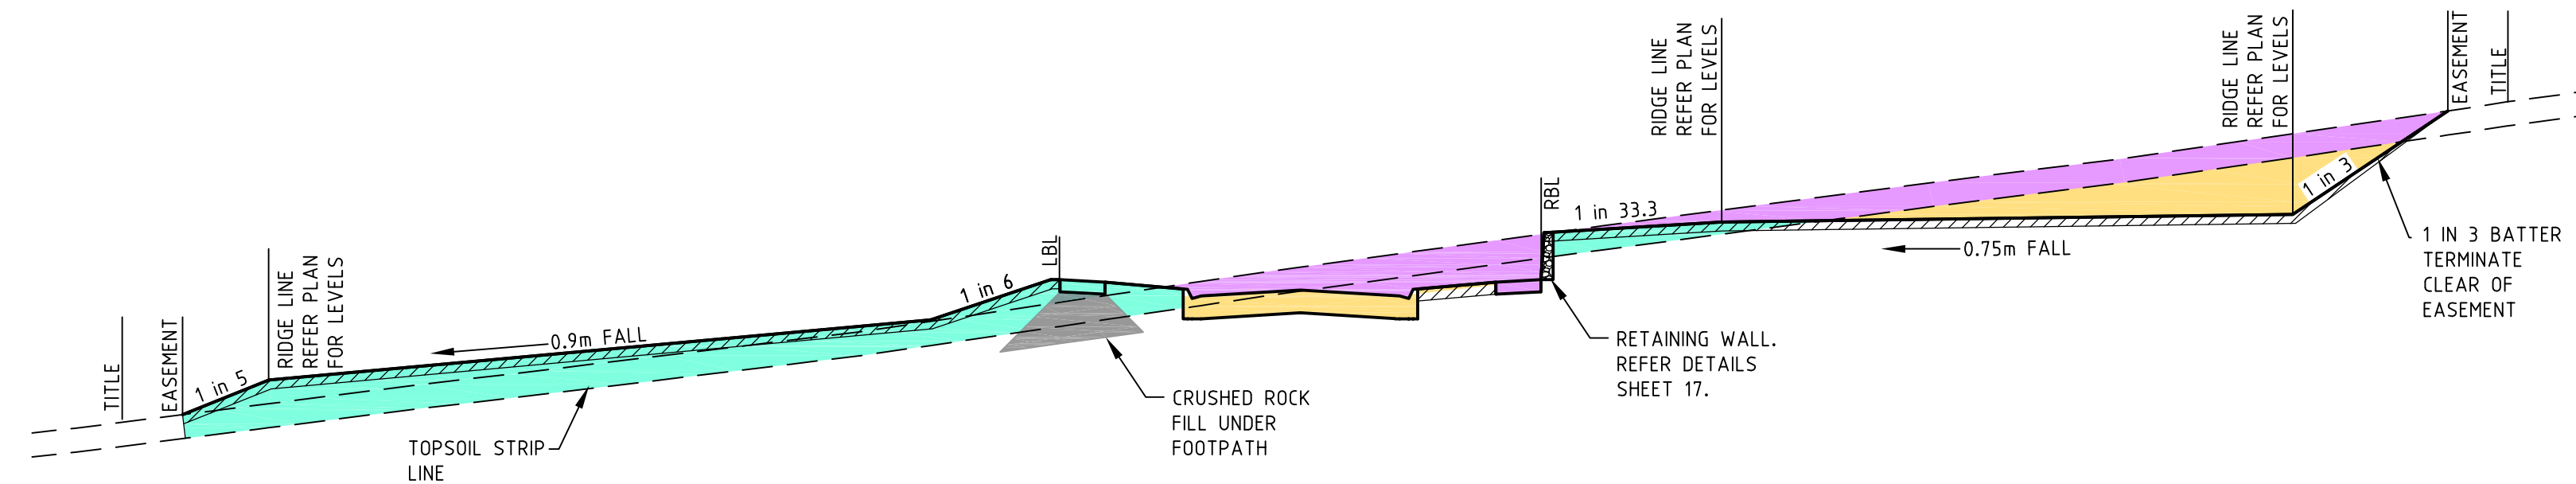 TITLE
EASEMENT
1 in 5
RIDGE LINE
REFER PLAN
FOR LEVELS
0.9m FALL
TOPSOIL STRIP
LINE
1 in 6
LBL
CRUSHED ROCK
FILL UNDER
FOOTPATH
RBL
1 in 33.3
RETAINING WALL.
REFER DETAILS
SHEET 17.
RIDGE LINE
REFER PLAN
FOR LEVELS
0.75m FALL
RIDGE LINE
REFER PLAN
FOR LEVELS
1 in 3
EASEMENT
TITLE
1 IN 3 BATTER
TERMINATE
CLEAR OF
EASEMENT